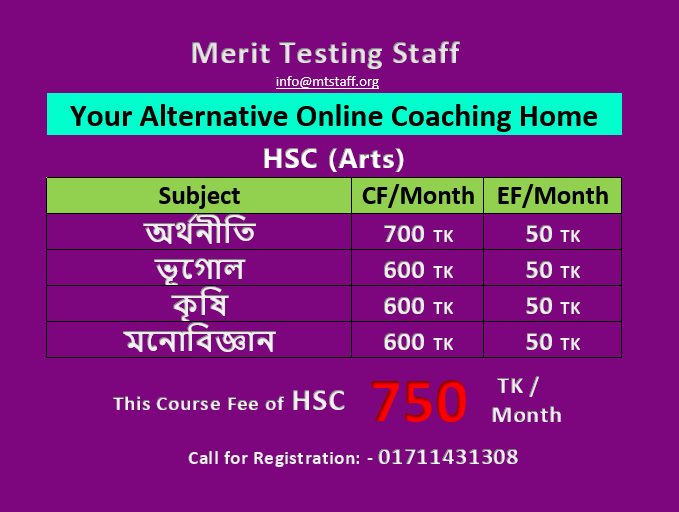 Merit Testing Staff
info@mtstaff.org
Your Alternative Online Coaching Home
HSC (Arts)
Subject CF/Month EF/Month
অর্থনীতি 700 TK 50 TK
ভূগোল 600 TK 50 TK
কৃষি 600 TK 50 TK
মনোবিজ্ঞান 600 TK 50 TK
This Course Fee of HSC 750 TK / Month
Call for Registration: - 01711431308